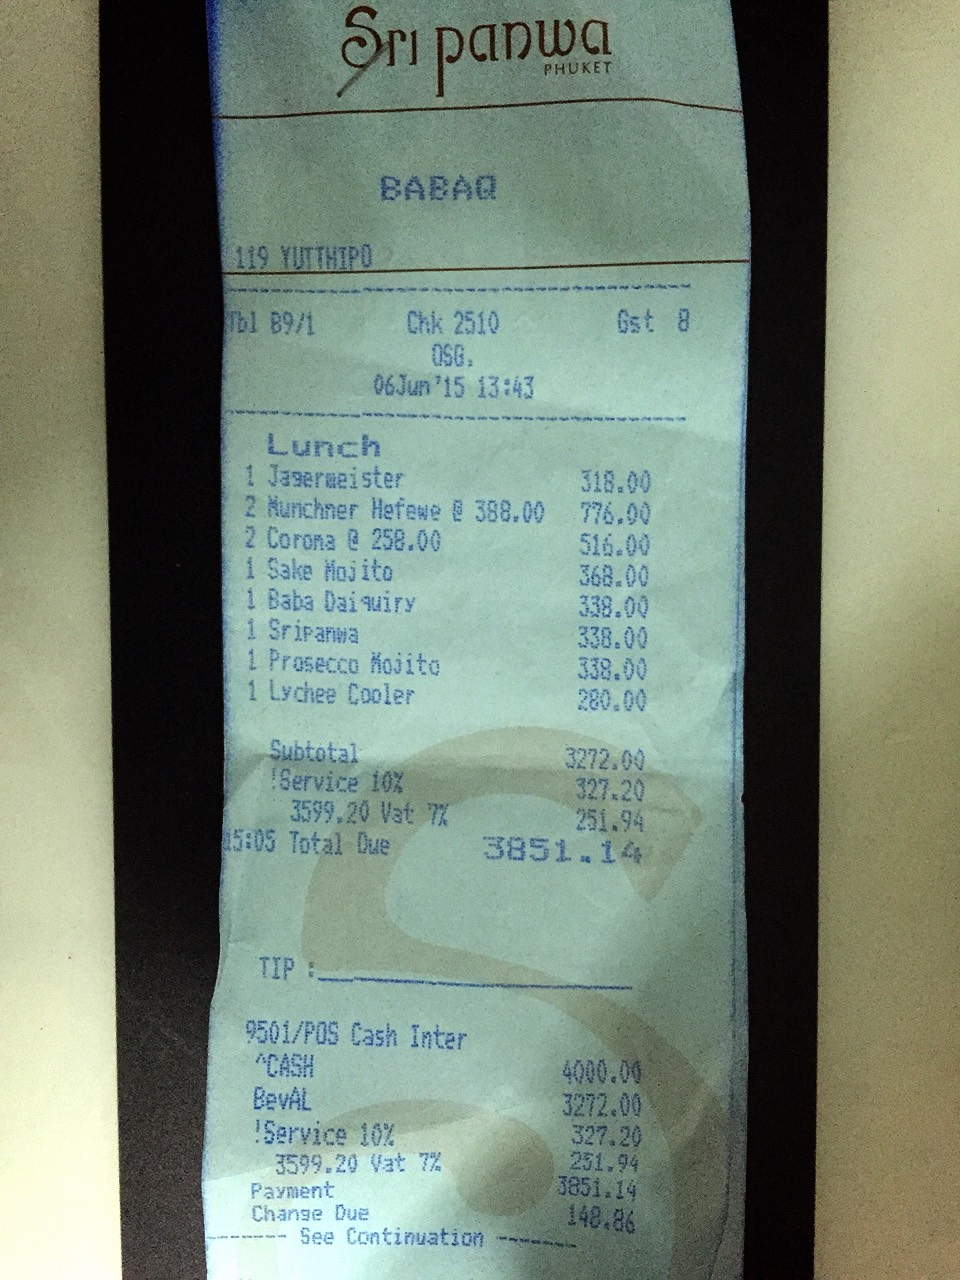 Sri panwa
PHUKET
BABAQ
119 YUTTHIPO
Tbl B9/1 Chk 2510 Gst 8
OSG.
06Jun'15 13:43
Lunch
1 Jagermeister 318.00
2 Munchner Hefewe @ 388.00 776.00
2 Corona @ 258.00 516.00
1 Sake Mojito 368.00
1 Baba Daiquiry 338.00
1 Sripanwa 338.00
1 Prosecco Mojito 338.00
1 Lychee Cooler 280.00
Subtotal 3272.00
!Service 10% 327.20
3599.20 Vat 7% 251.94
15:05 Total Due 3851.14
TIP :
9501/POS Cash Inter
^CASH 4000.00
BevAL 3272.00
!Service 10% 327.20
3599.20 Vat 7% 251.94
Payment 3851.14
Change Due 148.86
------- See Continuation -------